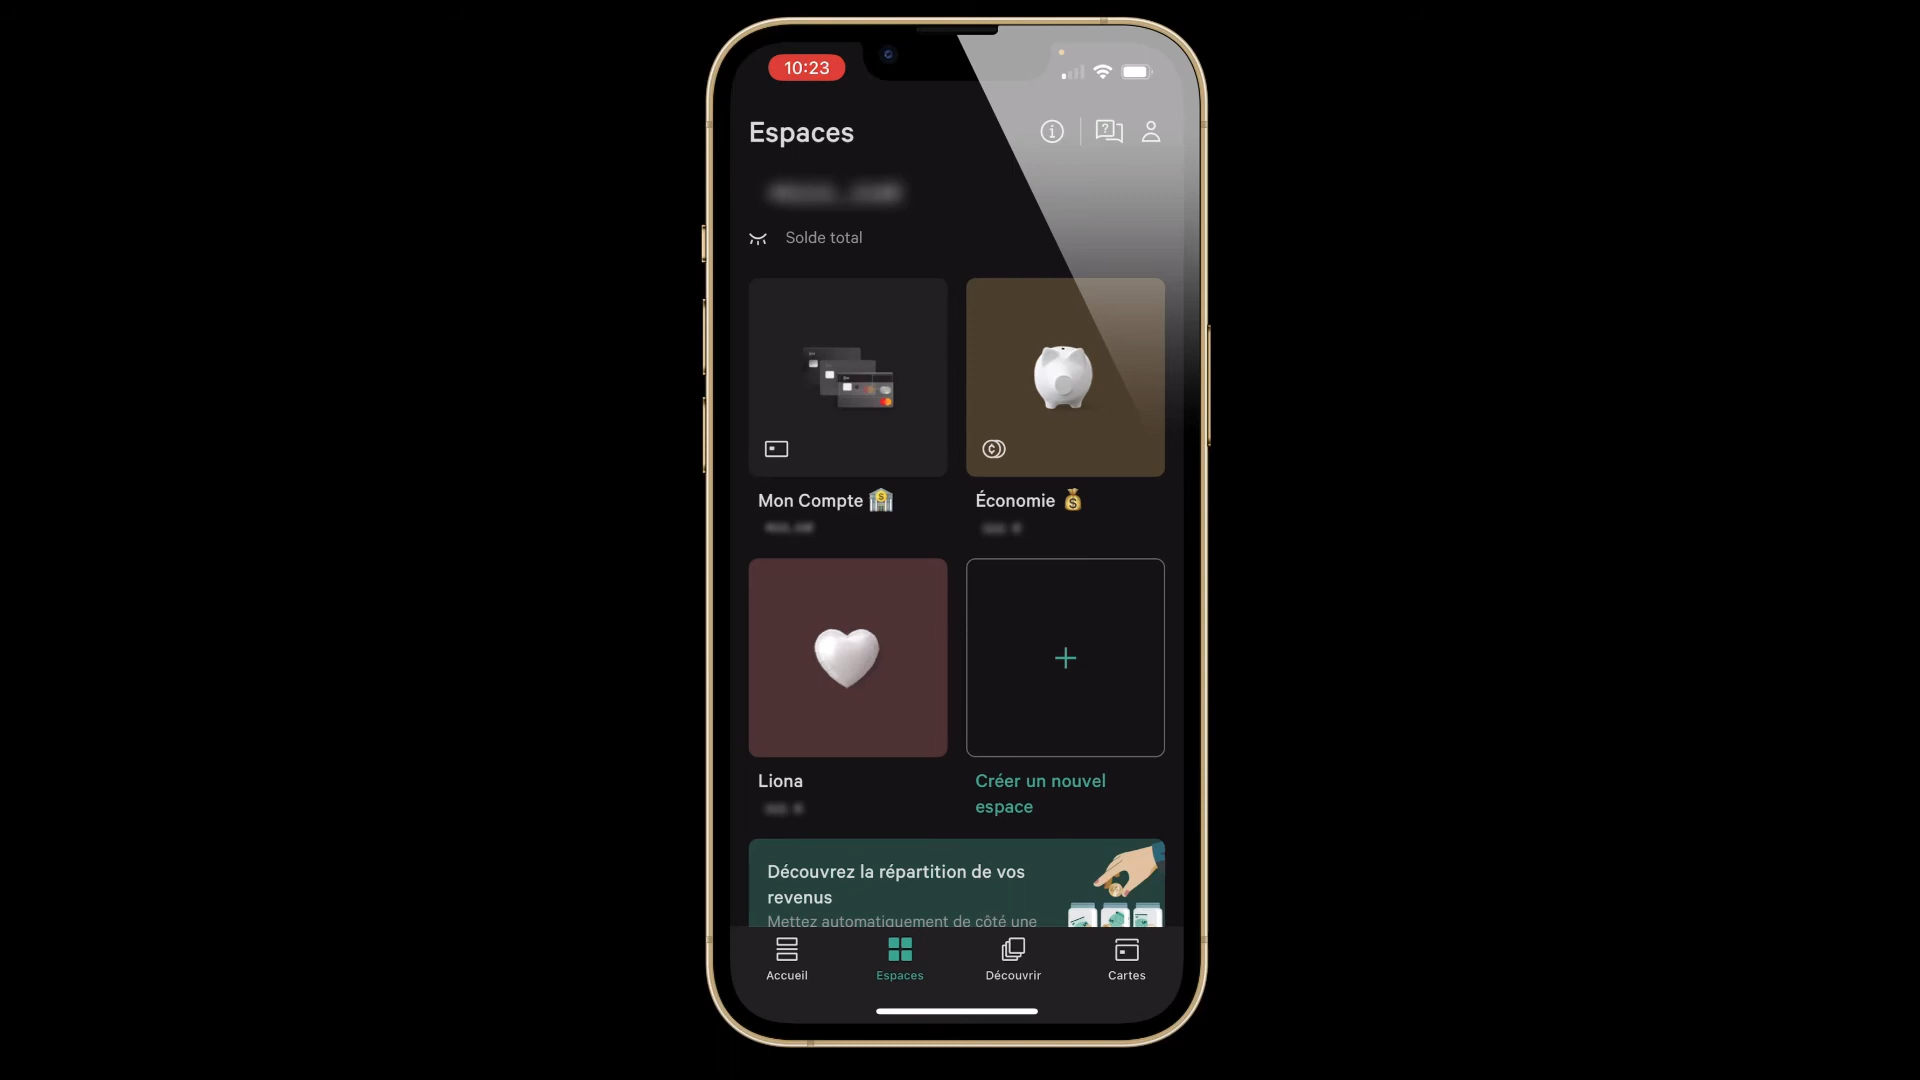 10:23
Espaces
Solde total
Mon Compte
Économie
Liona
Créer un nouvel
espace
Découvrez la répartition de vos
revenus
Mettez automatiquement de côté une
Accueil
Espaces
Découvrir
Cartes